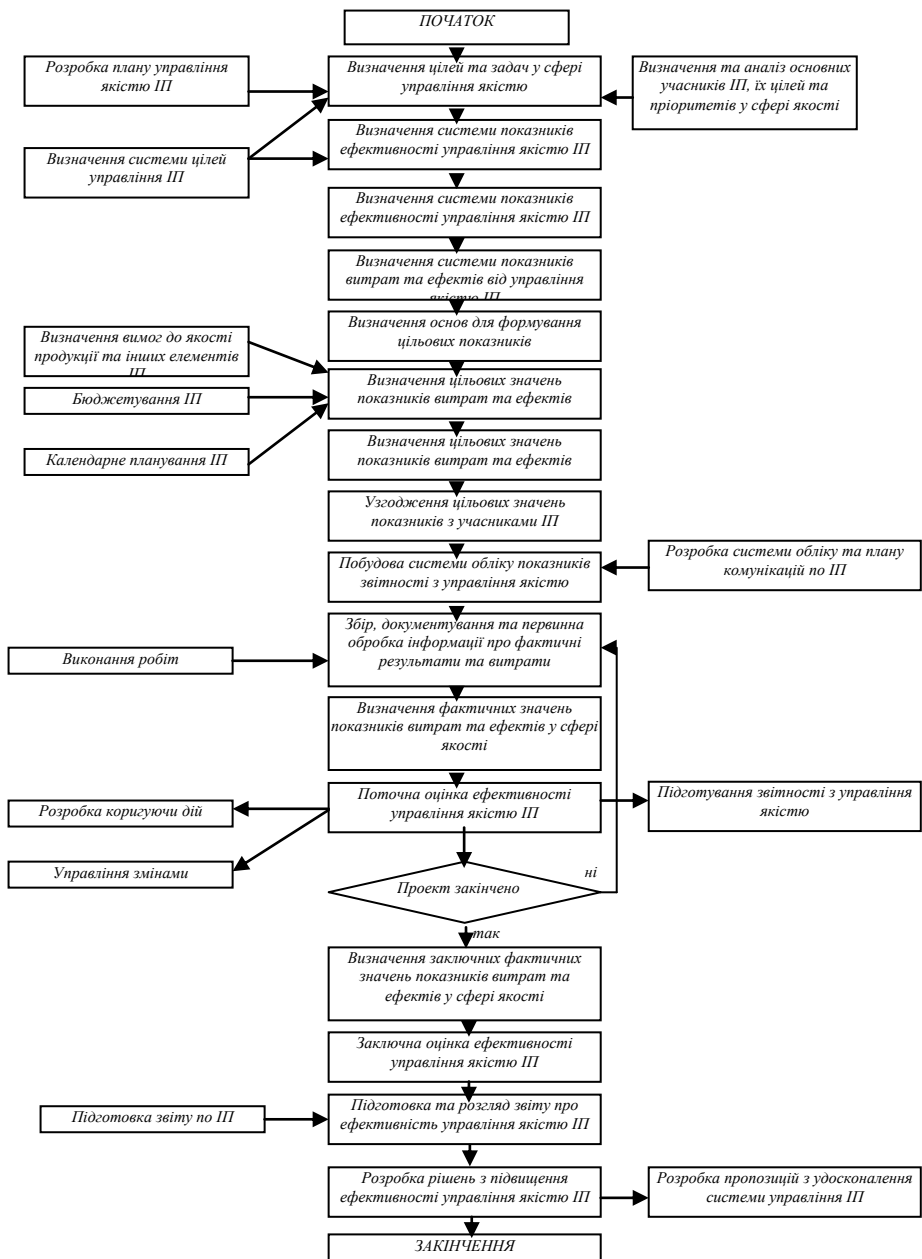 ПОЧАТОК
Розробка плану управління
якістю ІП
Визначення цілей та задач у сфері
управління якістю
Визначення та аналіз основних
учасників ІП, їх цілей та
пріоритетів у сфері якості
Визначення системи цілей
управління ІП
Визначення системи показників
ефективності управління якістю ІП
Визначення системи показників
ефективності управління якістю ІП
Визначення системи показників
витрат та ефектів від управління
якістю ІП
Визначення основ для формування
цільових показників
Визначення вимог до якості
продукції та інших елементів
ІП
Бюджетування ІП
Календарне планування ІП
Визначення цільових значень
показників витрат та ефектів
Визначення цільових значень
показників витрат та ефектів
Узгодження цільових значень
показників з учасниками ІП
Побудова системи обліку показників
звітності з управління якістю
Розробка системи обліку та плану
комунікацій по ІП
Збір, документування та первинна
обробка інформації про фактичні
результати та витрати
Виконання робіт
Визначення фактичних значень
показників витрат та ефектів у сфері
якості
Поточна оцінка ефективності
управління якістю ІП
Розробка коригуючи дій
Управління змінами
Підготування звітності з управління
якістю
Проект закінчено
ні
так
Визначення заключних фактичних
значень показників витрат та
ефектів у сфері якості
Заключна оцінка ефективності
управління якістю ІП
Підготовка звіту по ІП
Підготовка та розгляд звіту про
ефективність управління якістю ІП
Розробка рішень з підвищення
ефективності управління якістю ІП
Розробка пропозицій з удосконалення
системи управління ІП
ЗАКІНЧЕННЯ